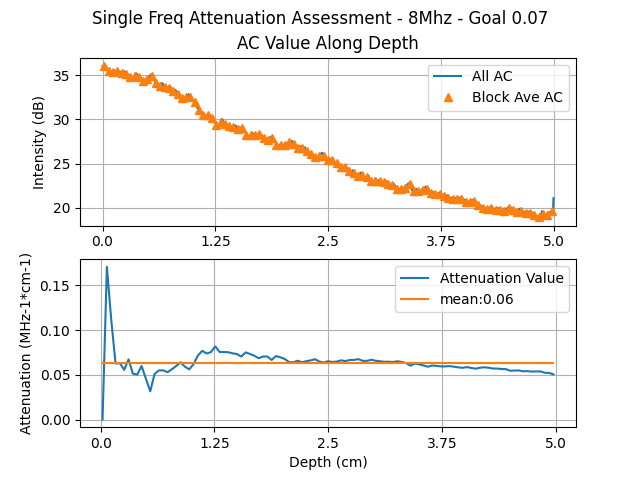 Single Freq Attenuation Assessment - 8Mhz - Goal 0.07
AC Value Along Depth
Intensity (dB)
35
30
25
20
All AC
Block Ave AC
0.0 1.25 2.5 3.75 5.0
Attenuation (MHz-1*cm-1)
0.15
0.10
0.05
0.00
Attenuation Value
mean:0.06
0.0 1.25 2.5 3.75 5.0
Depth (cm)